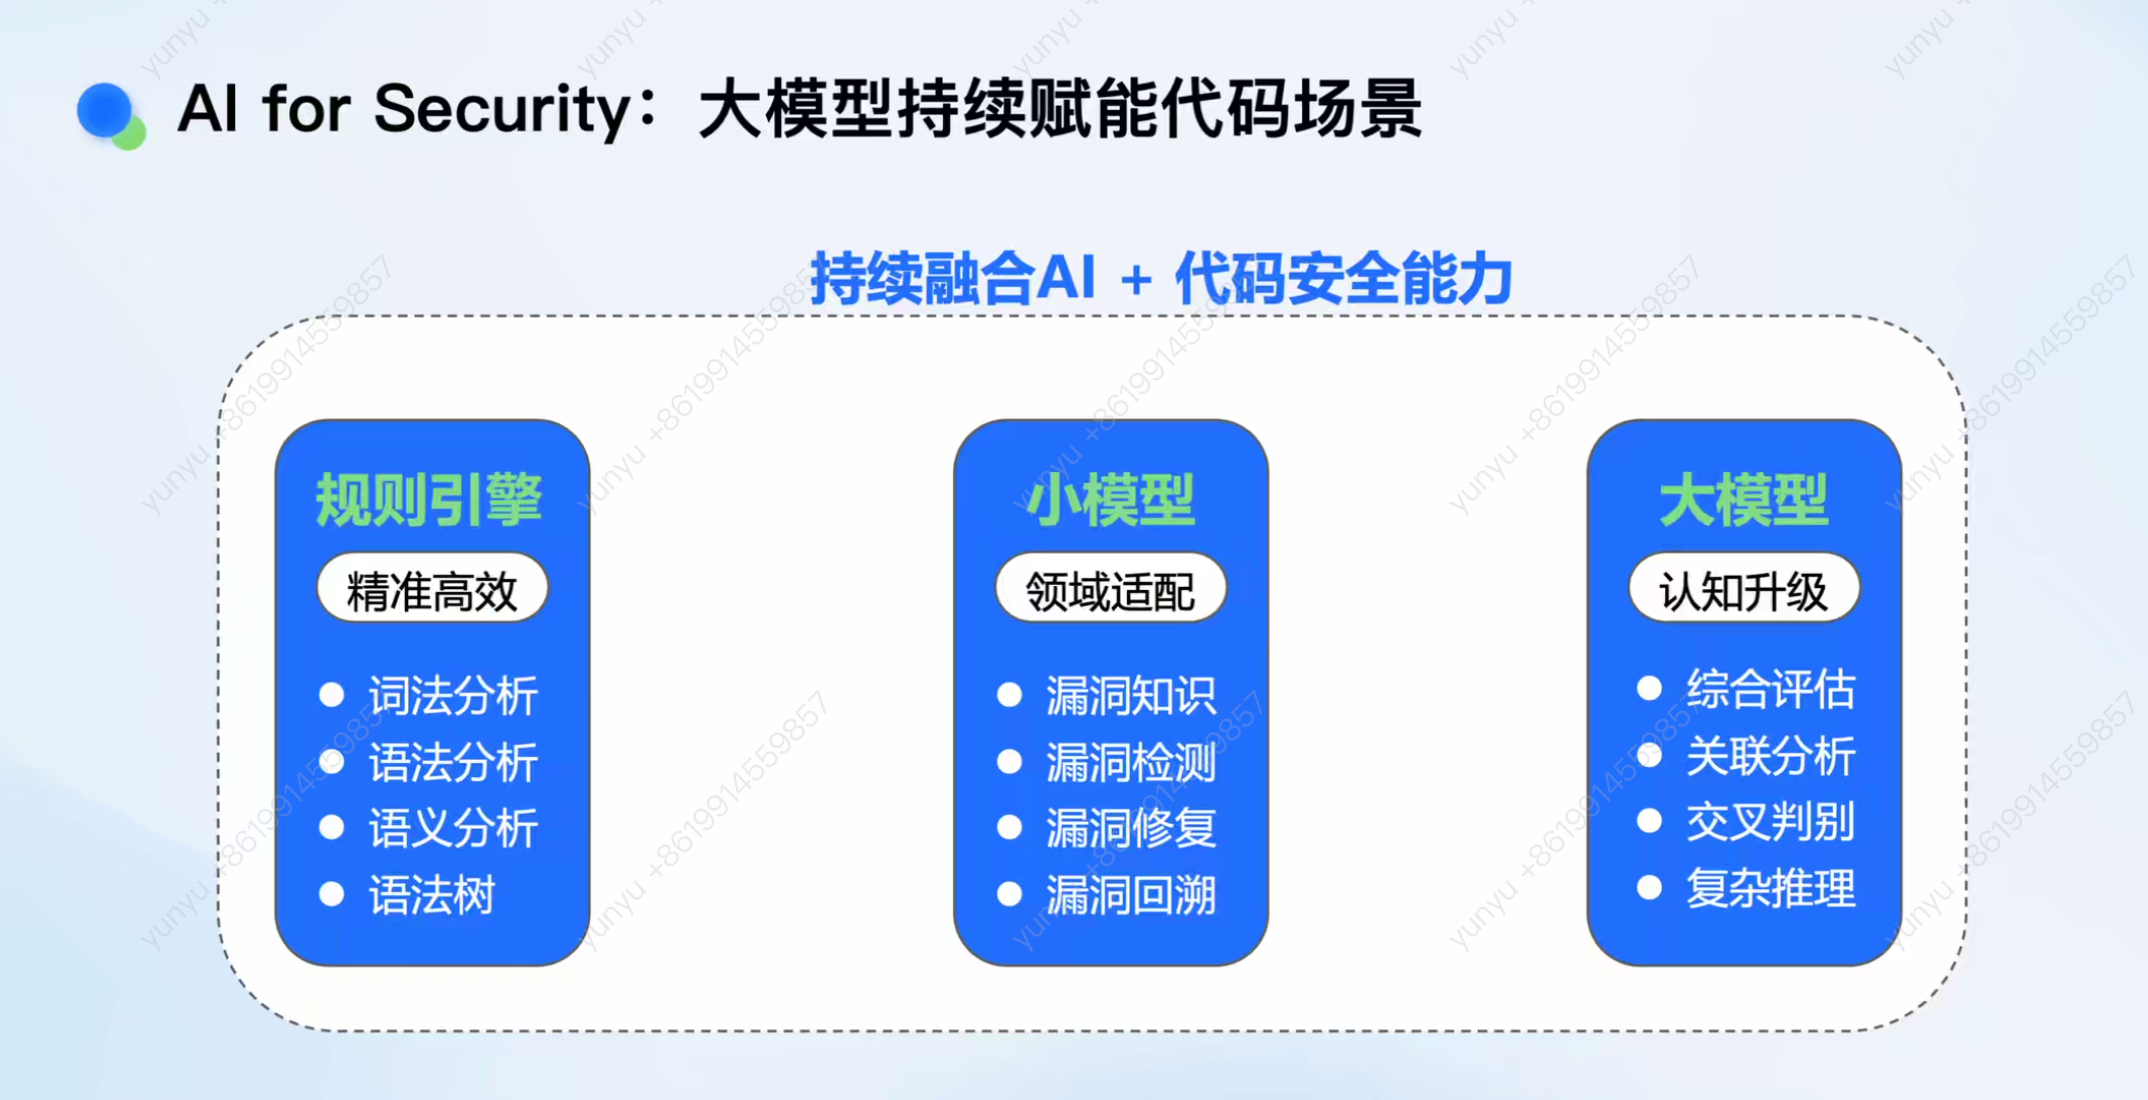 AI for Security：大模型持续赋能代码场景
持续融合AI + 代码安全能力
规则引擎
精准高效
词法分析
语法分析
语义分析
语法树
小模型
领域适配
漏洞知识
漏洞检测
漏洞修复
漏洞回溯
大模型
认知升级
综合评估
关联分析
交叉判别
复杂推理
yunyu +8619914559857